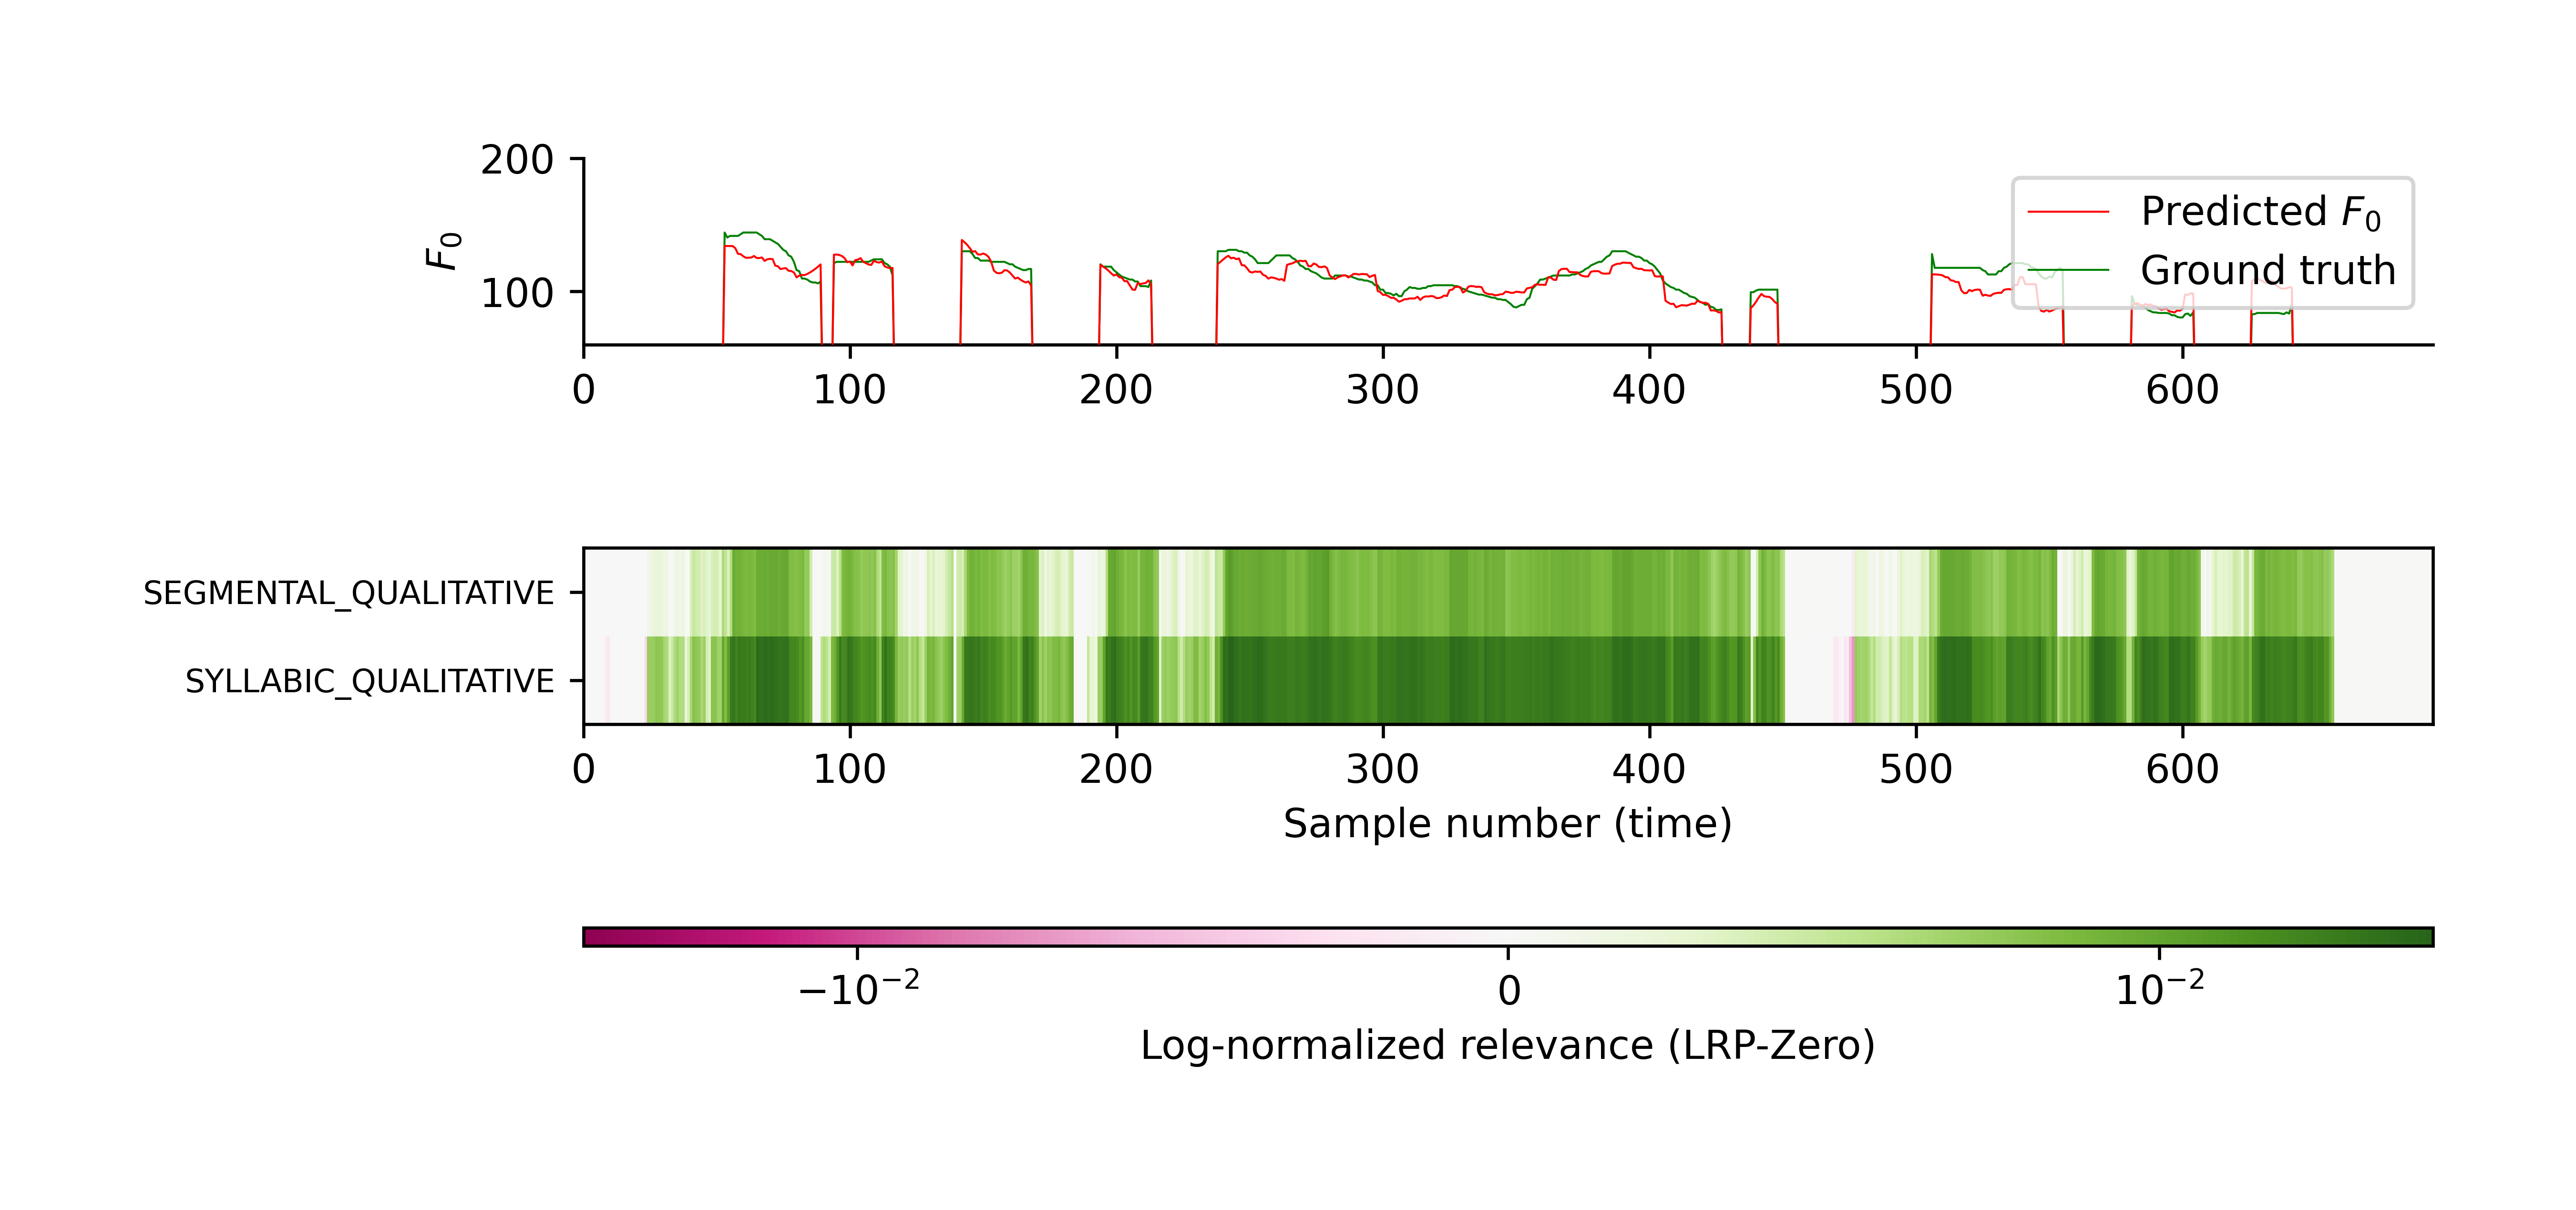 200
100
F₀
Predicted F₀
Ground truth
0 100 200 300 400 500 600
SEGMENTAL_QUALITATIVE
SYLLABIC_QUALITATIVE
0 100 200 300 400 500 600
Sample number (time)
−10⁻² 0 10⁻²
Log-normalized relevance (LRP-Zero)